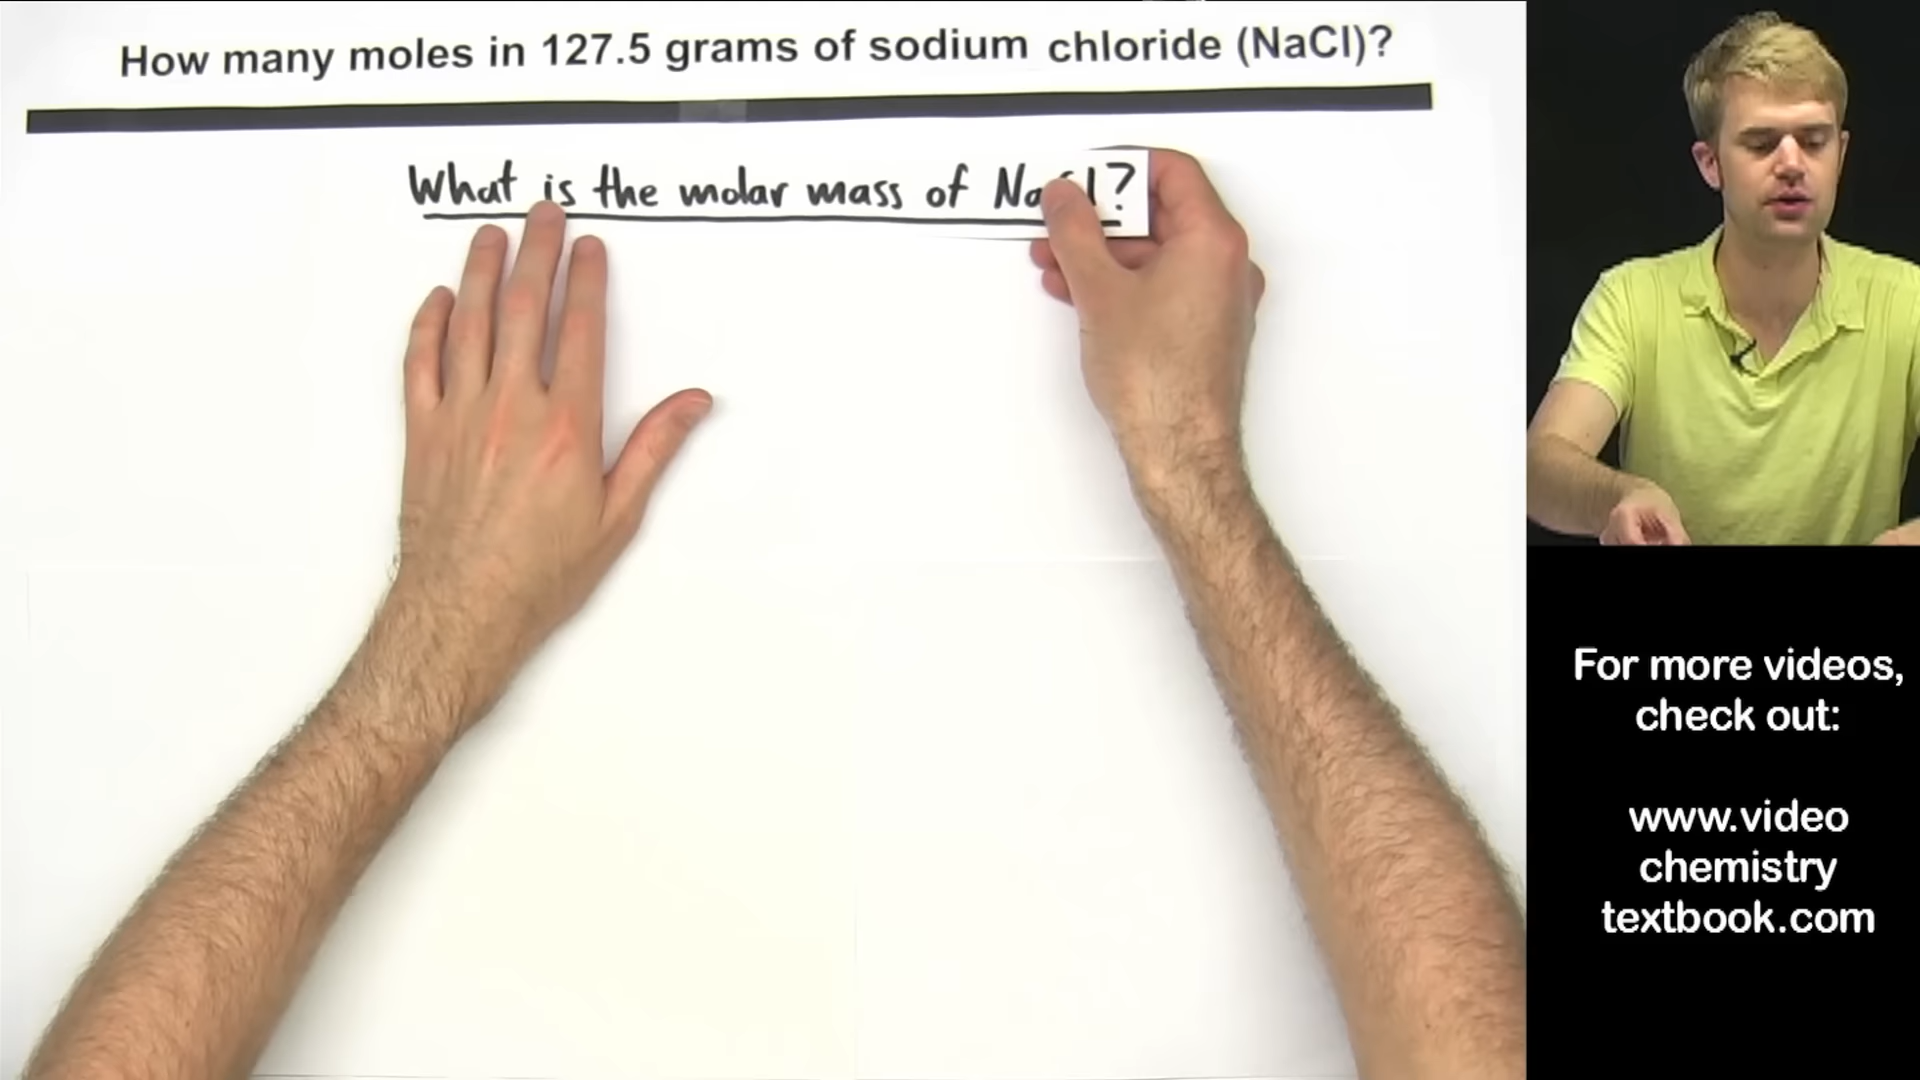 How many moles in 127.5 grams of sodium chloride (NaCl)?
What is the molar mass of NaCl?
For more videos,
check out:
www.video
chemistry
textbook.com